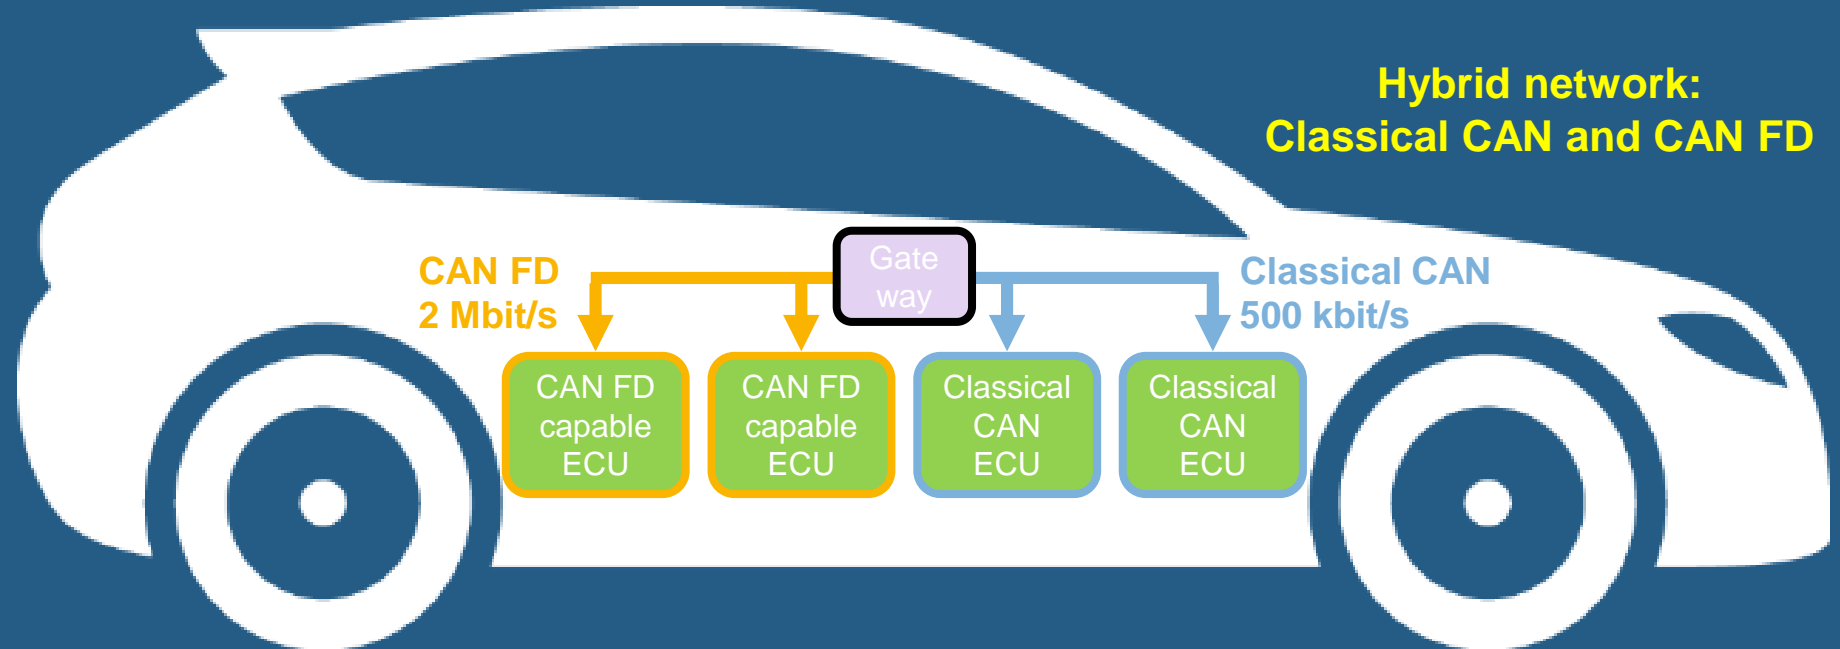 Hybrid network:
Classical CAN and CAN FD
Gate
way
CAN FD
2 Mbit/s
Classical CAN
500 kbit/s
CAN FD
capable
ECU
CAN FD
capable
ECU
Classical
CAN
ECU
Classical
CAN
ECU